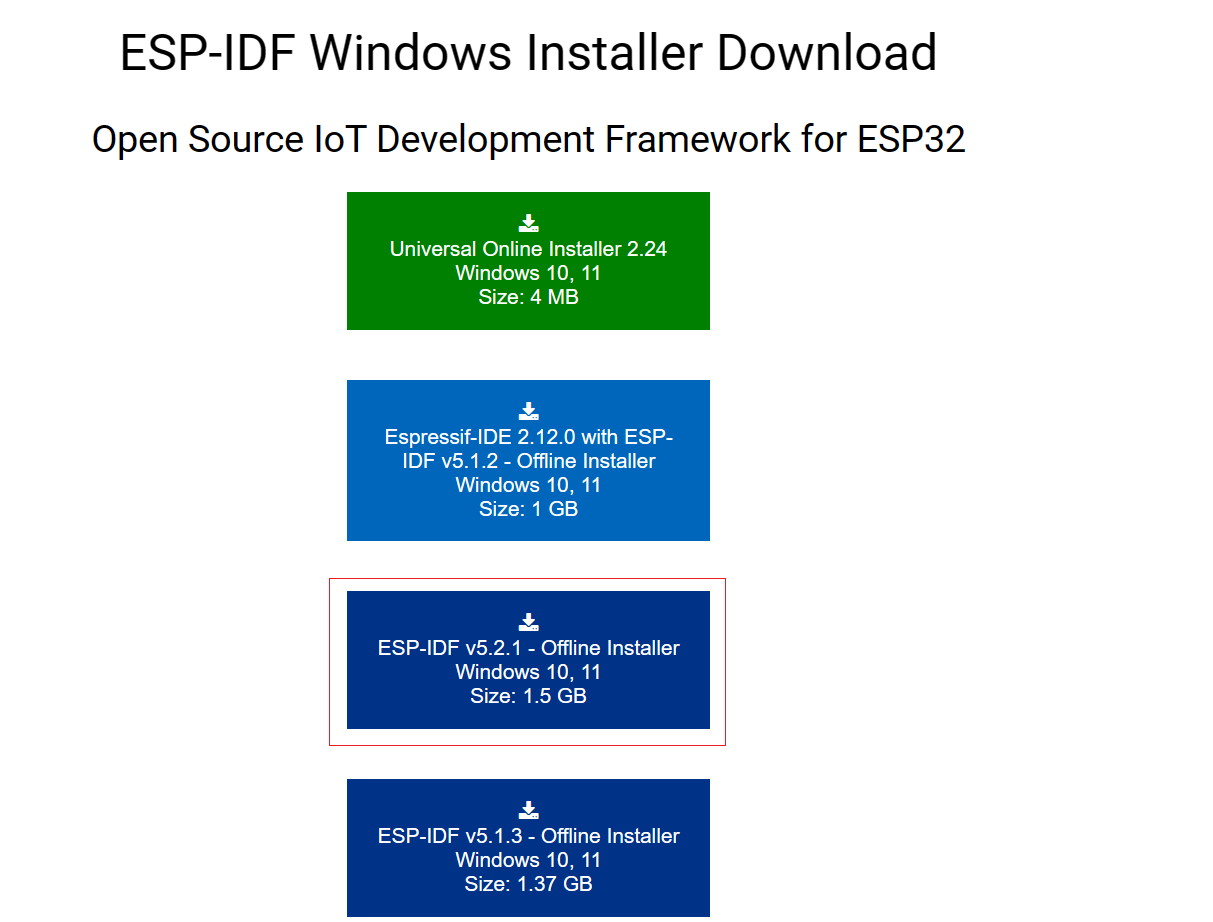 ESP-IDF Windows Installer Download
Open Source IoT Development Framework for ESP32
Universal Online Installer 2.24
Windows 10, 11
Size: 4 MB
Espressif-IDE 2.12.0 with ESP-
IDF v5.1.2 - Offline Installer
Windows 10, 11
Size: 1 GB
ESP-IDF v5.2.1 - Offline Installer
Windows 10, 11
Size: 1.5 GB
ESP-IDF v5.1.3 - Offline Installer
Windows 10, 11
Size: 1.37 GB